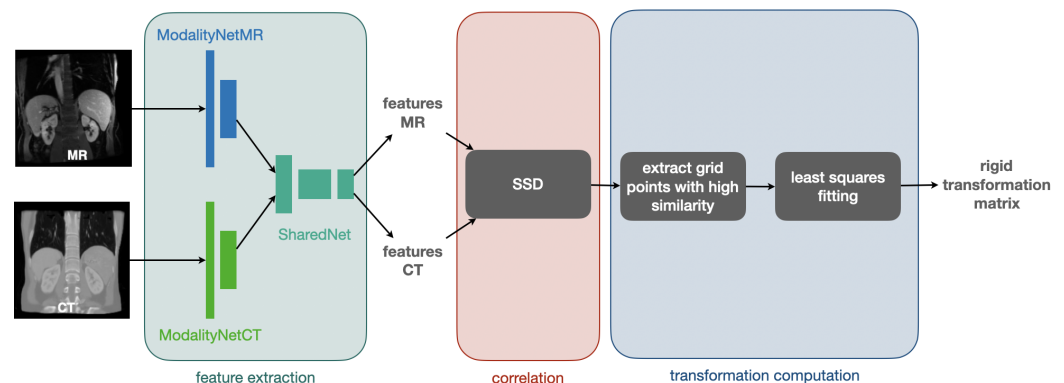 ModalityNetMR
MR
features
MR
SSD
extract grid
points with high
similarity
least squares
fitting
rigid
transformation
matrix
SharedNet
features
CT
CT
ModalityNetCT
feature extraction
correlation
transformation computation